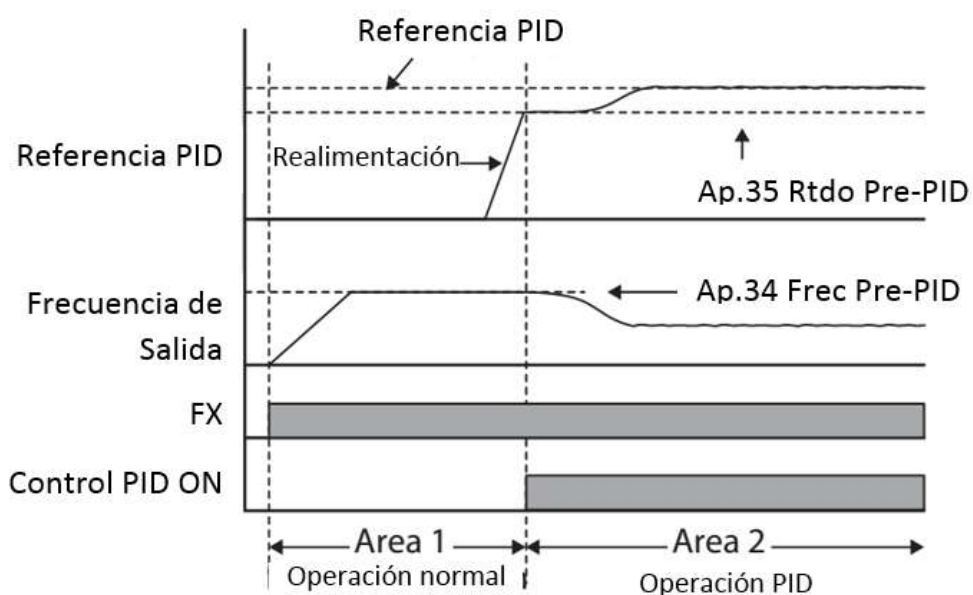 Referencia PID
Referencia PID
Realimentación
Ap.35 Rtdo Pre-PID
Frecuencia de
Salida
Ap.34 Frec Pre-PID
FX
Control PID ON
Area 1
Area 2
Operación normal
Operación PID